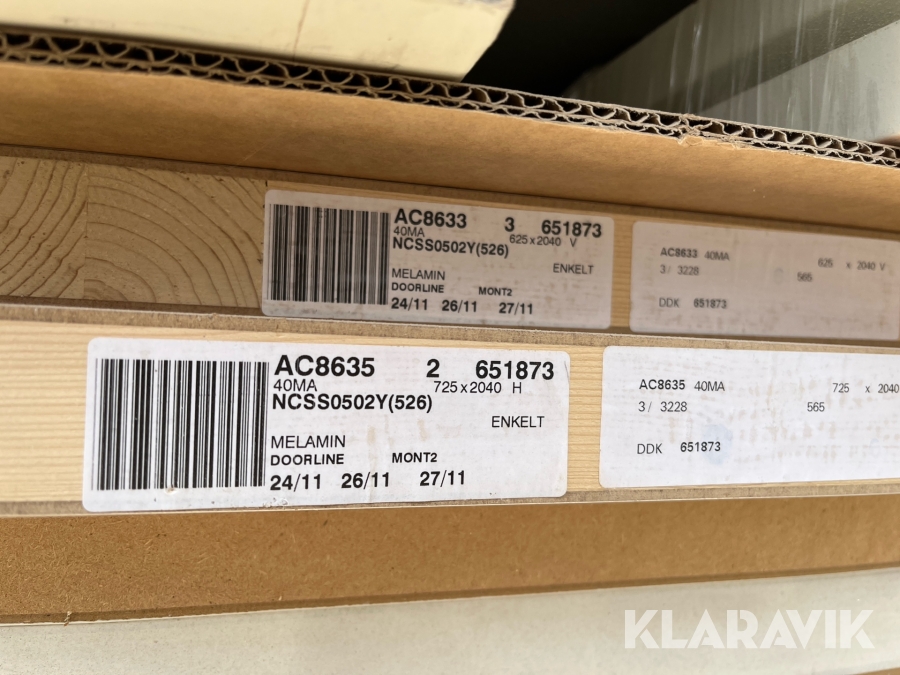 AC8633 3 651873
40MA 625 x 2040 V
NCSS0502Y(526)
ENKELT
MELAMIN
DOORLINE MONT2
24/11 26/11 27/11
AC8633 40MA 625 x 2040 V
3/ 3228 565
DDK 651873
AC8635 2 651873
40MA 725 x 2040 H
NCSS0502Y(526)
ENKELT
MELAMIN
DOORLINE MONT2
24/11 26/11 27/11
AC8635 40MA 725 x 2040
3/ 3228 565
DDK 651873
KLARAVIK